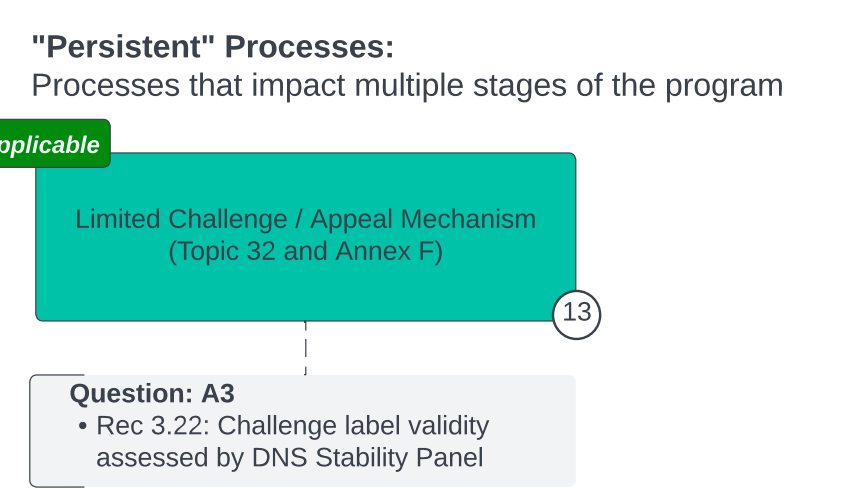 "Persistent" Processes:
Processes that impact multiple stages of the program
pplicable
Limited Challenge / Appeal Mechanism
(Topic 32 and Annex F)
13
Question: A3
• Rec 3.22: Challenge label validity
assessed by DNS Stability Panel